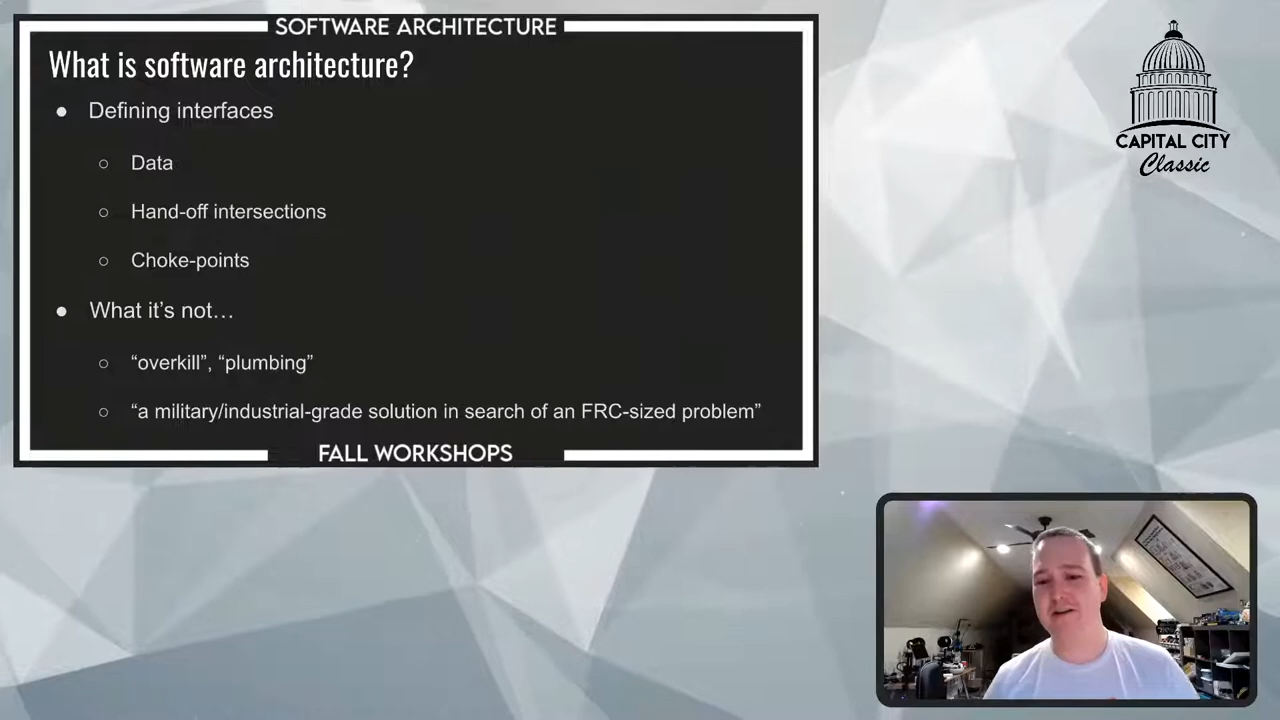 SOFTWARE ARCHITECTURE
What is software architecture?
● Defining interfaces
○ Data
○ Hand-off intersections
○ Choke-points
● What it’s not…
○ “overkill”, “plumbing”
○ “a military/industrial-grade solution in search of an FRC-sized problem”
FALL WORKSHOPS
CAPITAL CITY
Classic